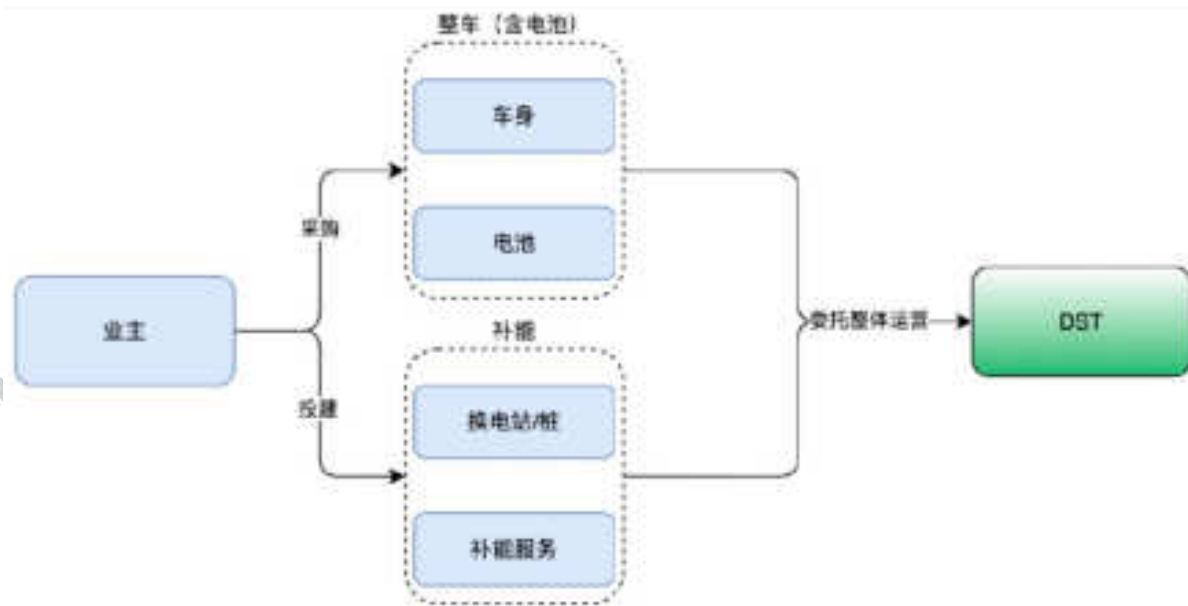 整车（含电池）
车身
采购
电池
业主
委托整体运营
DST
补能
投建
换电站/桩
补能服务